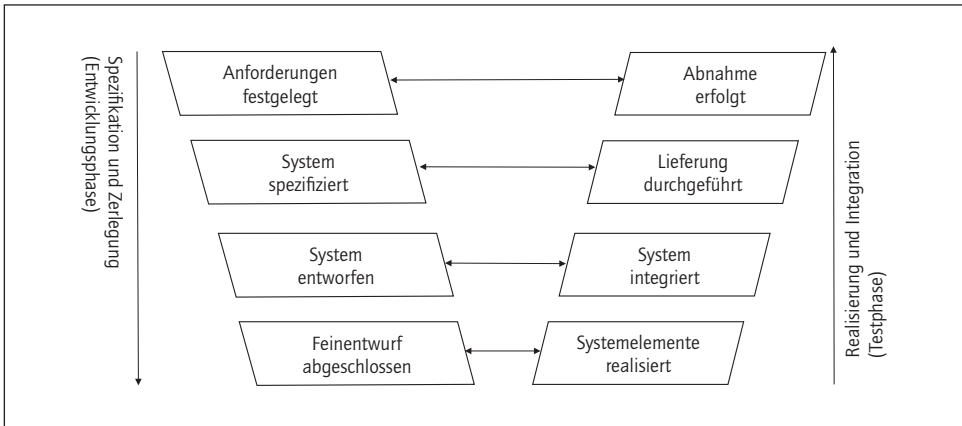 Spezifikation und Zerlegung
(Entwicklungsphase)
Anforderungen
festgelegt
Abnahme
erfolgt
System
spezifiziert
Lieferung
durchgeführt
System
entworfen
System
integriert
Feinentwurf
abgeschlossen
Systemelemente
realisiert
Realisierung und Integration
(Testphase)